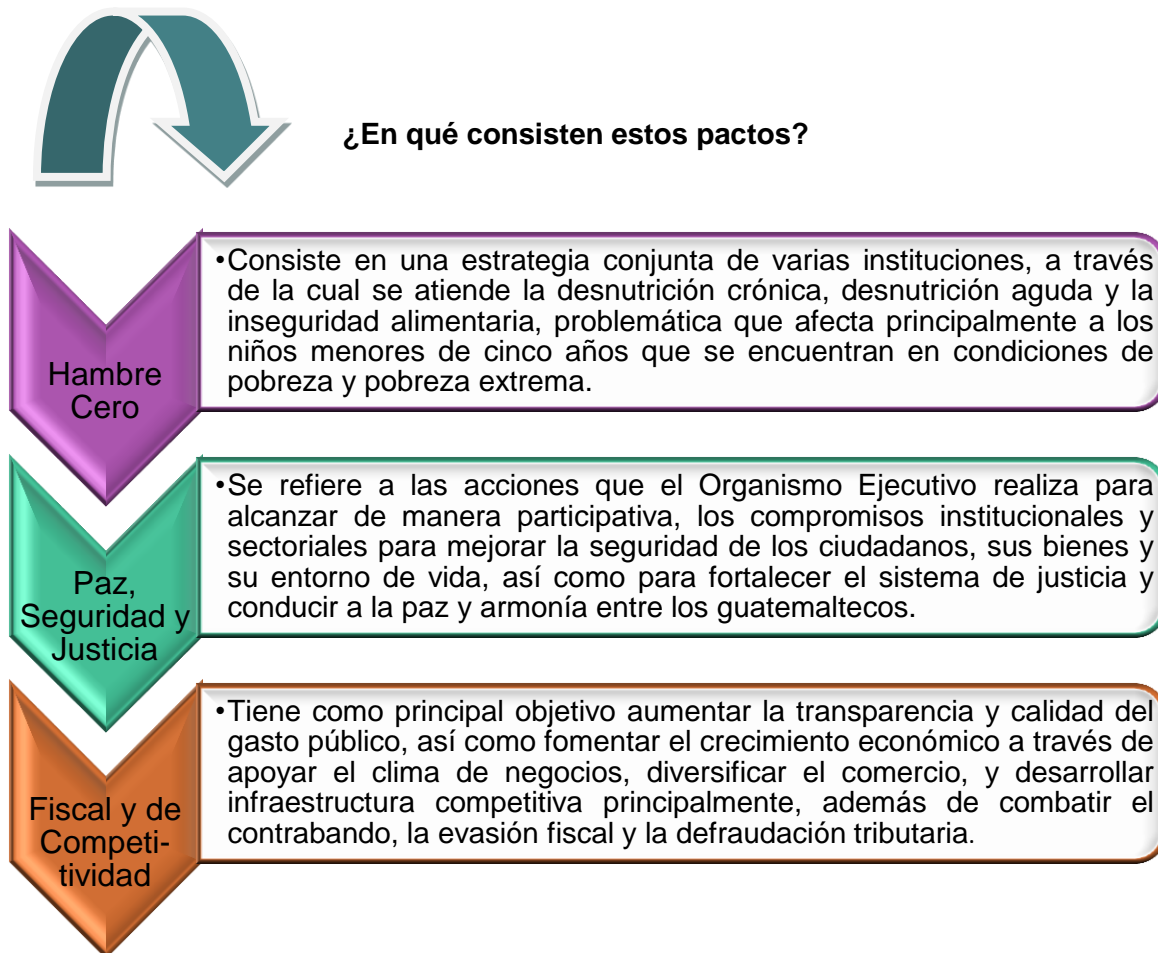 ¿En qué consisten estos pactos?
Hambre
Cero
•Consiste en una estrategia conjunta de varias instituciones, a través
de la cual se atiende la desnutrición crónica, desnutrición aguda y la
inseguridad alimentaria, problemática que afecta principalmente a los
niños menores de cinco años que se encuentran en condiciones de
pobreza y pobreza extrema.
Paz,
Seguridad y
Justicia
•Se refiere a las acciones que el Organismo Ejecutivo realiza para
alcanzar de manera participativa, los compromisos institucionales y
sectoriales para mejorar la seguridad de los ciudadanos, sus bienes y
su entorno de vida, así como para fortalecer el sistema de justicia y
conducir a la paz y armonía entre los guatemaltecos.
Fiscal y de
Competi-
tividad
•Tiene como principal objetivo aumentar la transparencia y calidad del
gasto público, así como fomentar el crecimiento económico a través de
apoyar el clima de negocios, diversificar el comercio, y desarrollar
infraestructura competitiva principalmente, además de combatir el
contrabando, la evasión fiscal y la defraudación tributaria.